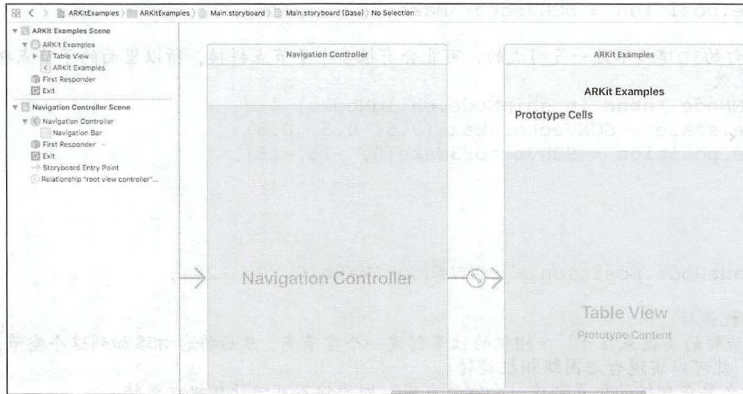 ARKitExamples › ARKitExamples › Main.storyboard › Main.storyboard (Base) › No Selection
ARKit Examples Scene
ARKit Examples
Table View
ARKit Examples
First Responder
Exit
Navigation Controller Scene
Navigation Controller
Navigation Bar
First Responder
Exit
Storyboard Entry Point
Relationship "root view controller"...
Navigation Controller
Navigation Controller
ARKit Examples
ARKit Examples
Prototype Cells
Table View
Prototype Content